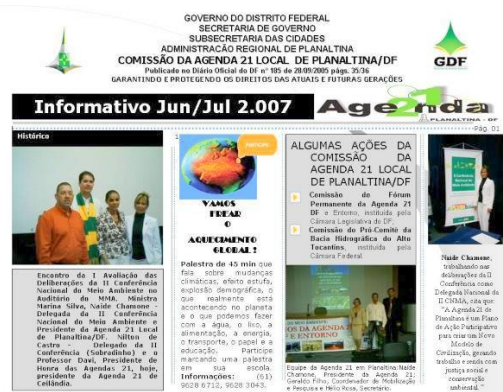 GOVERNO DO DISTRITO FEDERAL
SECRETARIA DE GOVERNO
SUBSECRETARIA DAS CIDADES
ADMINISTRAÇÃO REGIONAL DE PLANALTINA
COMISSÃO DA AGENDA 21 LOCAL DE PLANALTINA/DF
Publicado no Diário Oficial do DF nº 185 de 28/09/2005 págs. 35/36
GARANTINDO E PROTEGENDO OS DIREITOS DAS ATUAIS E FUTURAS GERAÇÕES
GDF
Informativo Jun/Jul 2.007
Agenda
21
PLANALTINA - DF
Pág. 01
Histórico
Encontro da I Avaliação das
Deliberações da II Conferência
Nacional do Meio Ambiente no
Auditório do MMA. Ministra
Marina Silva, Naide Chamone -
Delegada da II Conferência
Nacional do Meio Ambiente e
Presidente da Agenda 21 Local
de Planaltina/DF. Nilton de
Castro - Delegado da II
Conferência (Sobradinho) e o
Professor Davi, Presidente de
Honra das Agendas 21, hoje,
presidente da Agenda 21 de
Ceilândia.
VAMOS
FREAR
O
AQUECIMENTO
GLOBAL!
Palestra de 45 min que
fala sobre mudanças
climáticas, efeito estufa,
explosão demográfica, o
que realmente está
acontecendo no planeta
e o que podemos fazer
com a água, o lixo, a
alimentação, a energia,
o transporte, o papel e a
educação. Participe
marcando uma palestra
em sua escola.
Informações: (61)
9628 6712, 9628 3043.
ALGUMAS AÇÕES DA
COMISSÃO DA
AGENDA 21 LOCAL
DE PLANALTINA/DF
Comissão do Fórum
Permanente da Agenda 21
DF e Entorno, instituída pela
Câmara Legislativa do DF.
Comissão do Pró-Comitê da
Bacia Hidrográfica do Alto
Tocantins, instituída pela
Câmara Federal.
OS DA AGENDA 2
E ENTORNO
Equipe da Agenda 21 em Planaltina: Naide
Chamone, Presidente da Agenda 21;
Geraldo Filho, Coordenador de Mobilização
e Pesquisa e Helio Rosa, Secretário.
Naide Chamone,
trabalhando nas
deliberações da II
Conferência como
Delegada Nacional da
II CNMA, cita que:
"A Agenda 21 de
Planaltina é um Plano
de Ação Participativo
para criar um Novo
Modelo de
Civilização, gerando
trabalho e renda com
justiça social e
conservação
ambiental."